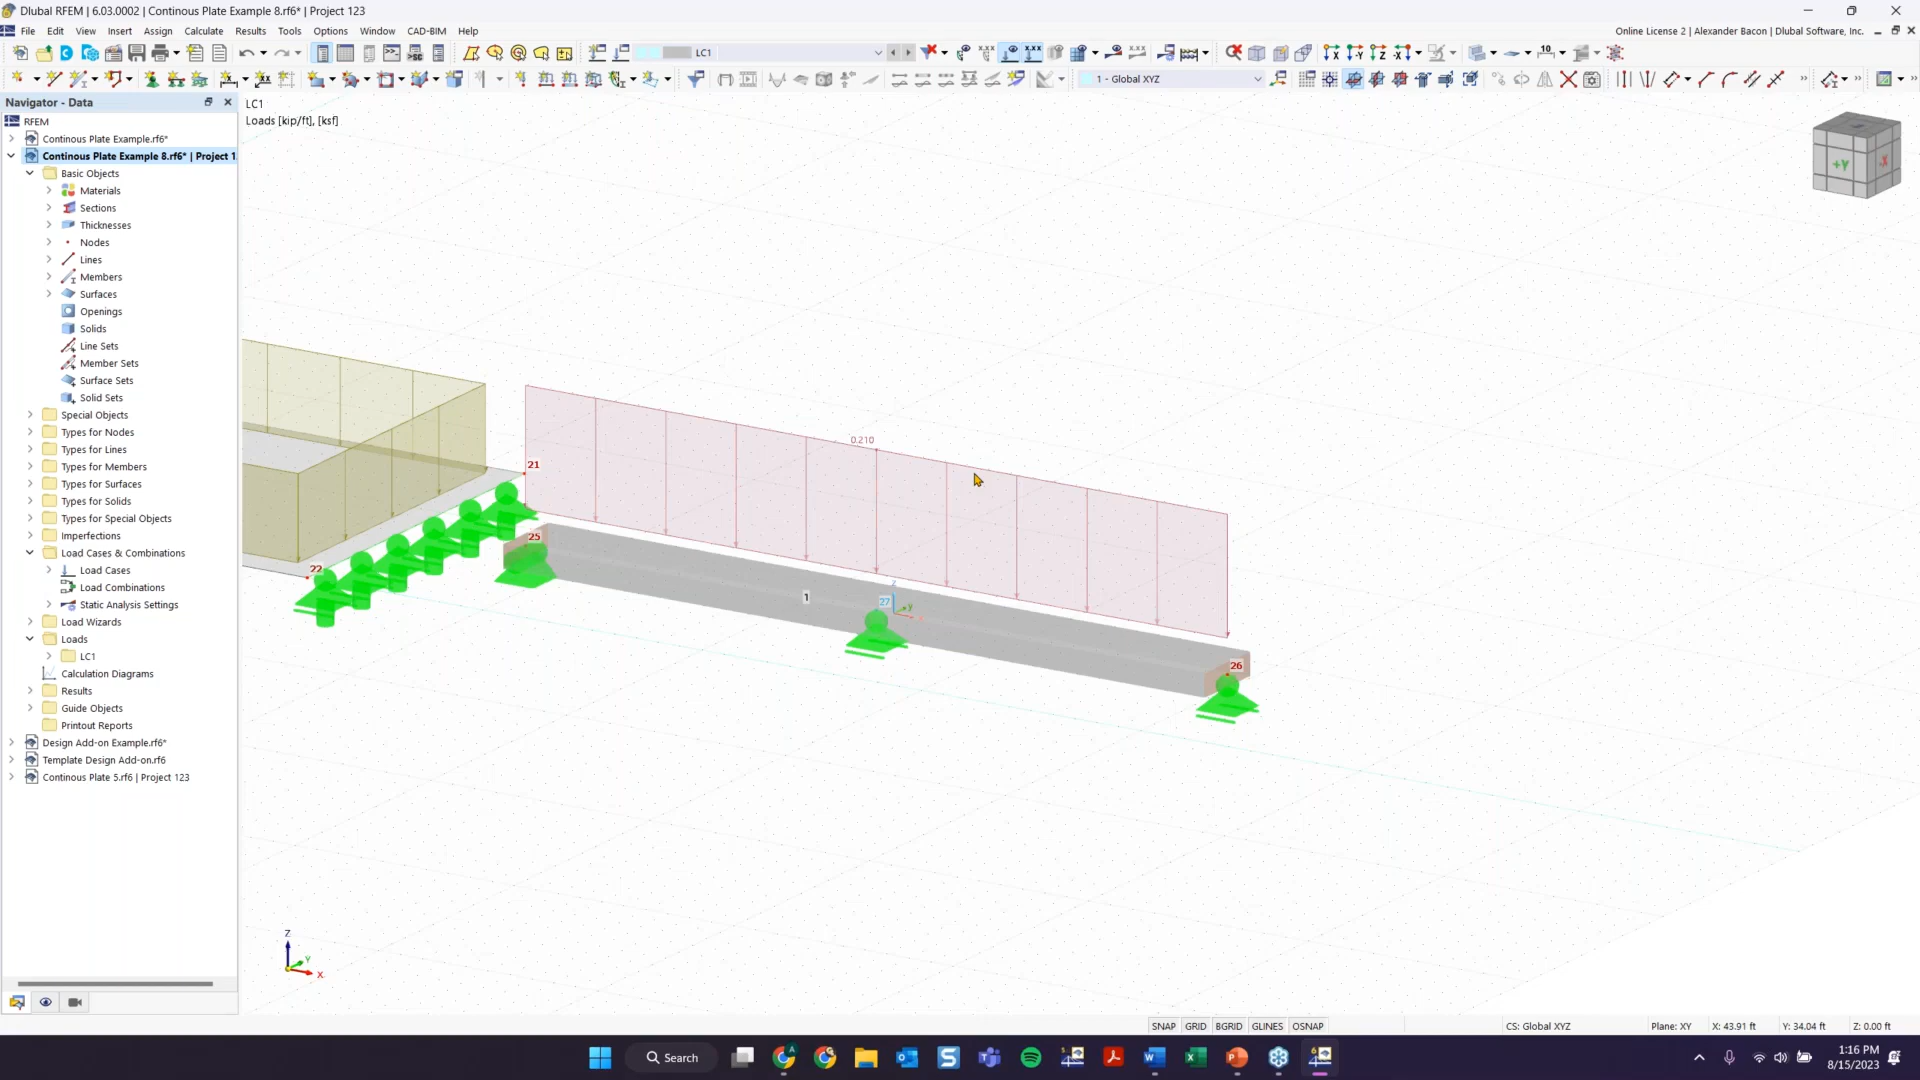 Dlubal RFEM | 6.03.0002 | Continous Plate Example 8.rf6* | Project 123
File Edit View Insert Assign Calculate Results Tools Options Window CAD-BIM Help
Online License 2 | Alexander Bacon | Dlubal Software, Inc.
LC1
1 - Global XYZ
Navigator - Data
RFEM
Continous Plate Example.rf6*
Continous Plate Example 8.rf6* | Project 1
Basic Objects
Materials
Sections
Thicknesses
Nodes
Lines
Members
Surfaces
Openings
Solids
Line Sets
Member Sets
Surface Sets
Solid Sets
Special Objects
Types for Nodes
Types for Lines
Types for Members
Types for Surfaces
Types for Solids
Types for Special Objects
Imperfections
Load Cases & Combinations
Load Cases
Load Combinations
Static Analysis Settings
Load Wizards
Loads
LC1
Calculation Diagrams
Results
Guide Objects
Printout Reports
Design Add-on Example.rf6*
Template Design Add-on.rf6
Continous Plate 5.rf6 | Project 123
LC1
Loads [kip/ft], [ksf]
0.210
21
25
22
1
27
Z
Y
26
+Y
-X
Z
Y
X
SNAP GRID BGRID GLINES OSNAP
CS: Global XYZ
Plane: XY
X: 43.91 ft
Y: 34.04 ft
Z: 0.00 ft
Search
1:16 PM
8/15/2023